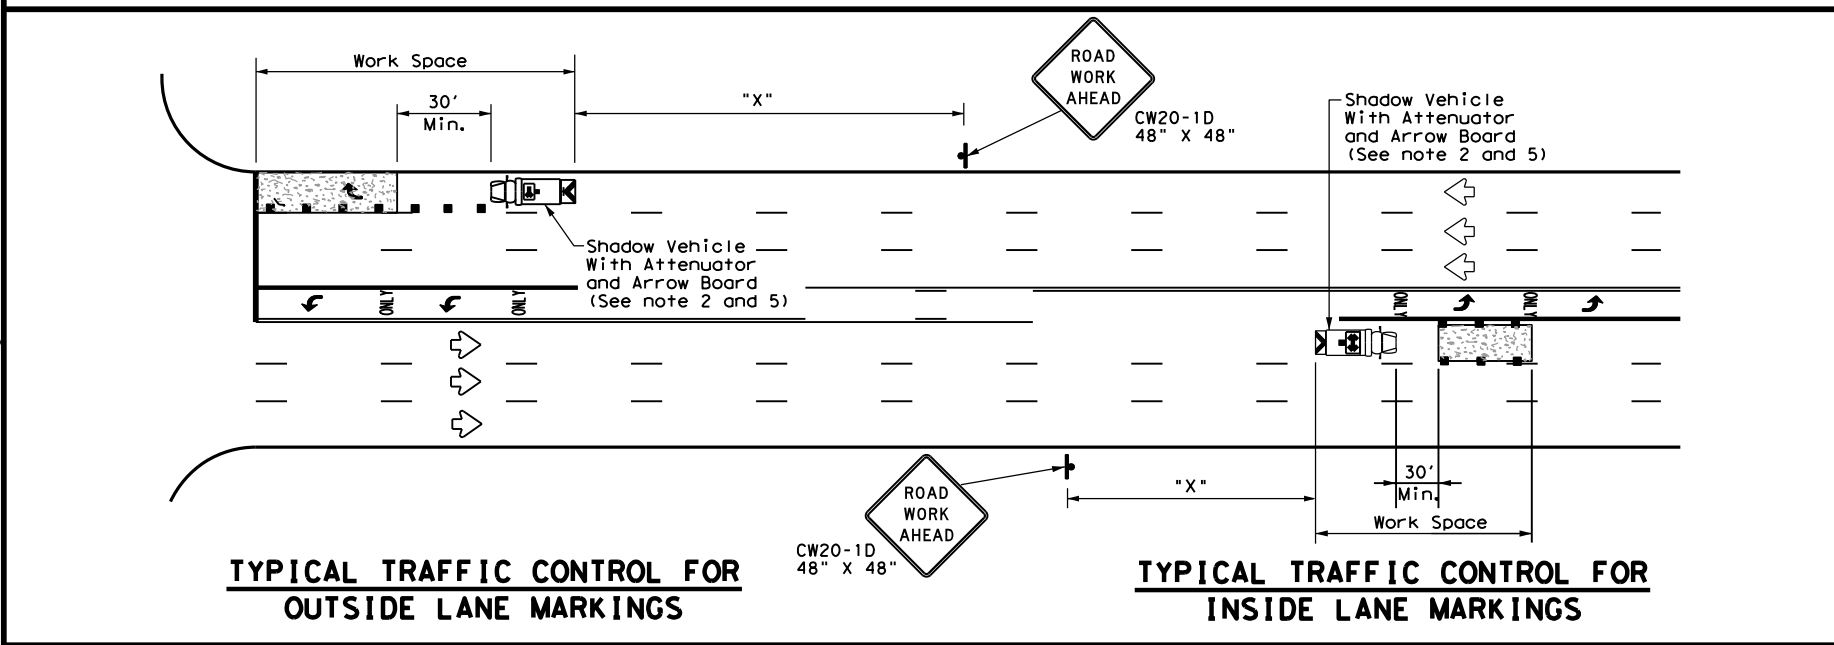 Work Space
30'
Min.
"X"
ROAD
WORK
AHEAD
CW20-1D
48" X 48"
Shadow Vehicle
With Attenuator
and Arrow Board
(See note 2 and 5)
Shadow Vehicle
With Attenuator
and Arrow Board
(See note 2 and 5)
ONLY
ONLY
ONLY
ONLY
ROAD
WORK
AHEAD
CW20-1D
48" X 48"
"X"
30'
Min.
Work Space
TYPICAL TRAFFIC CONTROL FOR
OUTSIDE LANE MARKINGS
TYPICAL TRAFFIC CONTROL FOR
INSIDE LANE MARKINGS